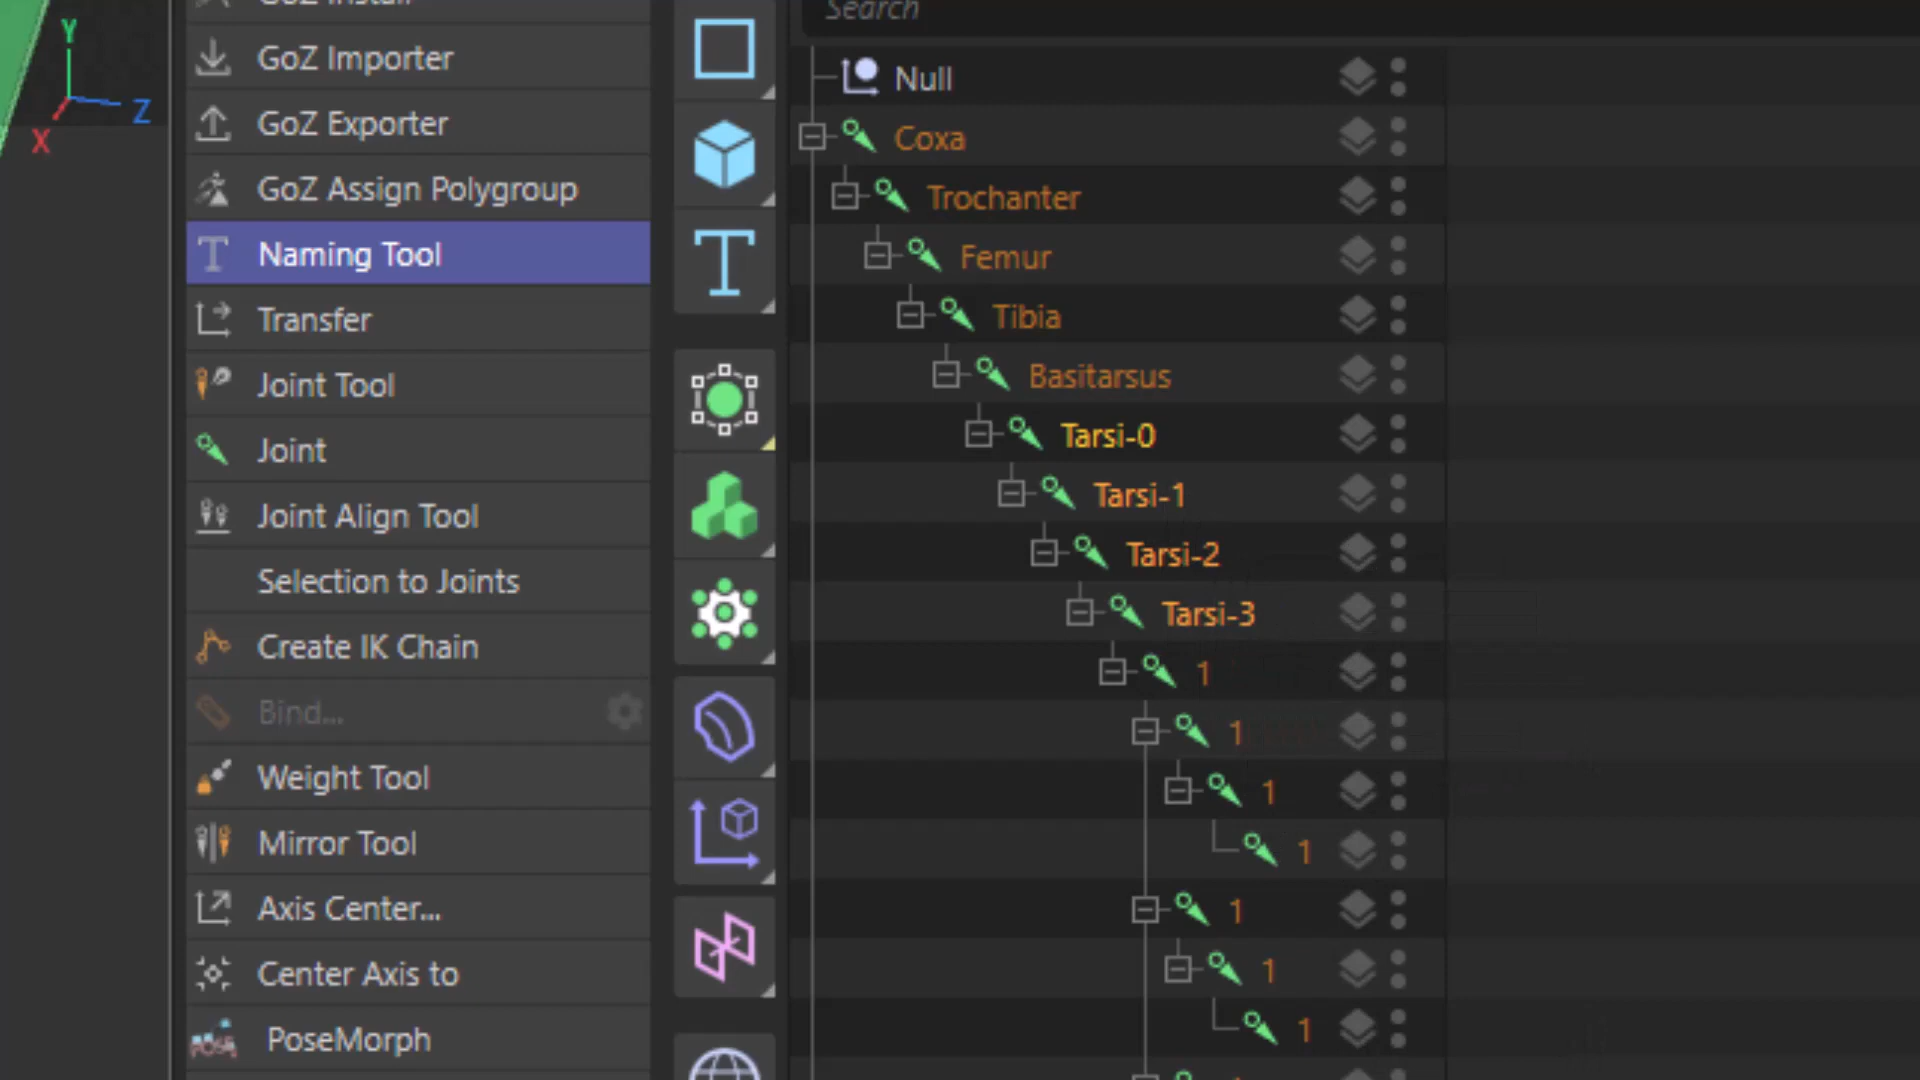 Y
Z
X
GoZ Install
GoZ Importer
GoZ Exporter
GoZ Assign Polygroup
Naming Tool
Transfer
Joint Tool
Joint
Joint Align Tool
Selection to Joints
Create IK Chain
Bind...
Weight Tool
Mirror Tool
Axis Center...
Center Axis to
PoseMorph
Search
Null
Coxa
Trochanter
Femur
Tibia
Basitarsus
Tarsi-0
Tarsi-1
Tarsi-2
Tarsi-3
1
1
1
1
1
1
1